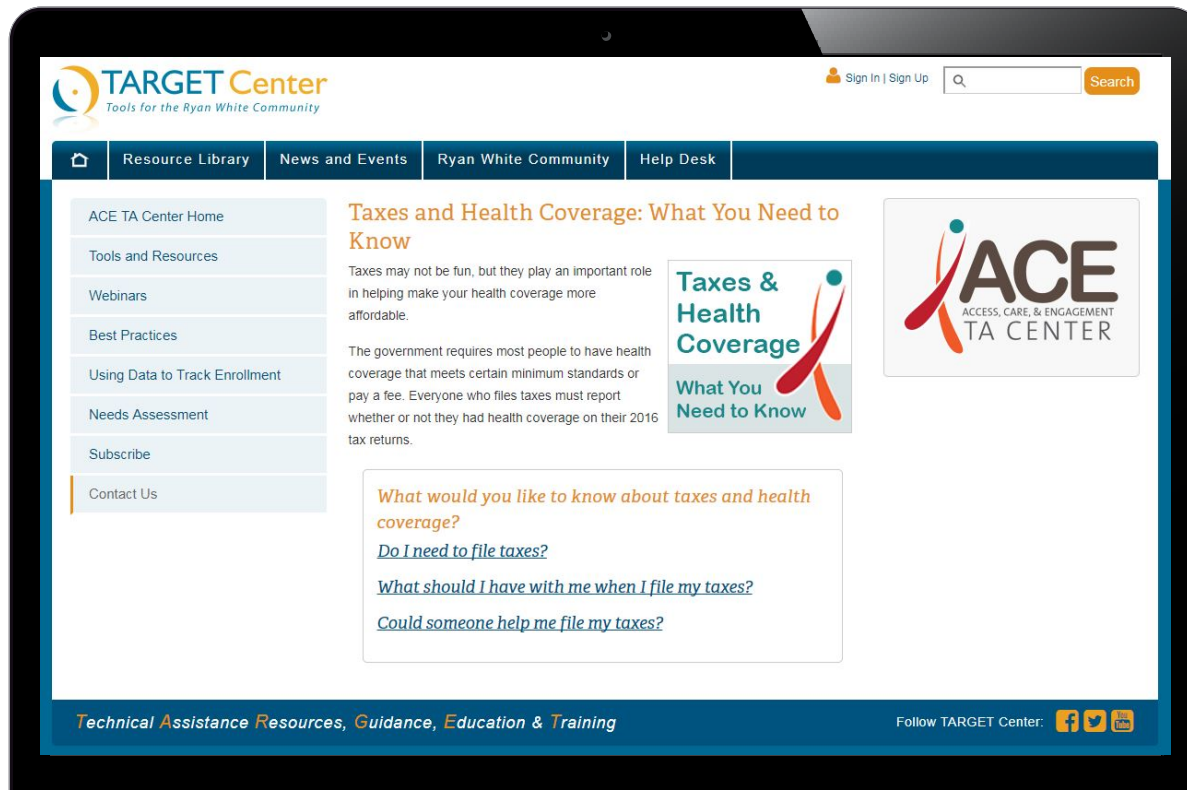 TARGET Center
Tools for the Ryan White Community
Sign In | Sign Up
Search
Resource Library
News and Events
Ryan White Community
Help Desk
ACE TA Center Home
Tools and Resources
Webinars
Best Practices
Using Data to Track Enrollment
Needs Assessment
Subscribe
Contact Us
Taxes and Health Coverage: What You Need to
Know
Taxes may not be fun, but they play an important role
in helping make your health coverage more
affordable.
The government requires most people to have health
coverage that meets certain minimum standards or
pay a fee. Everyone who files taxes must report
whether or not they had health coverage on their 2016
tax returns.
Taxes &
Health
Coverage
What You
Need to Know
What would you like to know about taxes and health
coverage?
Do I need to file taxes?
What should I have with me when I file my taxes?
Could someone help me file my taxes?
ACE
ACCESS, CARE, & ENGAGEMENT
TA CENTER
Technical Assistance Resources, Guidance, Education & Training
Follow TARGET Center:
You
Tube